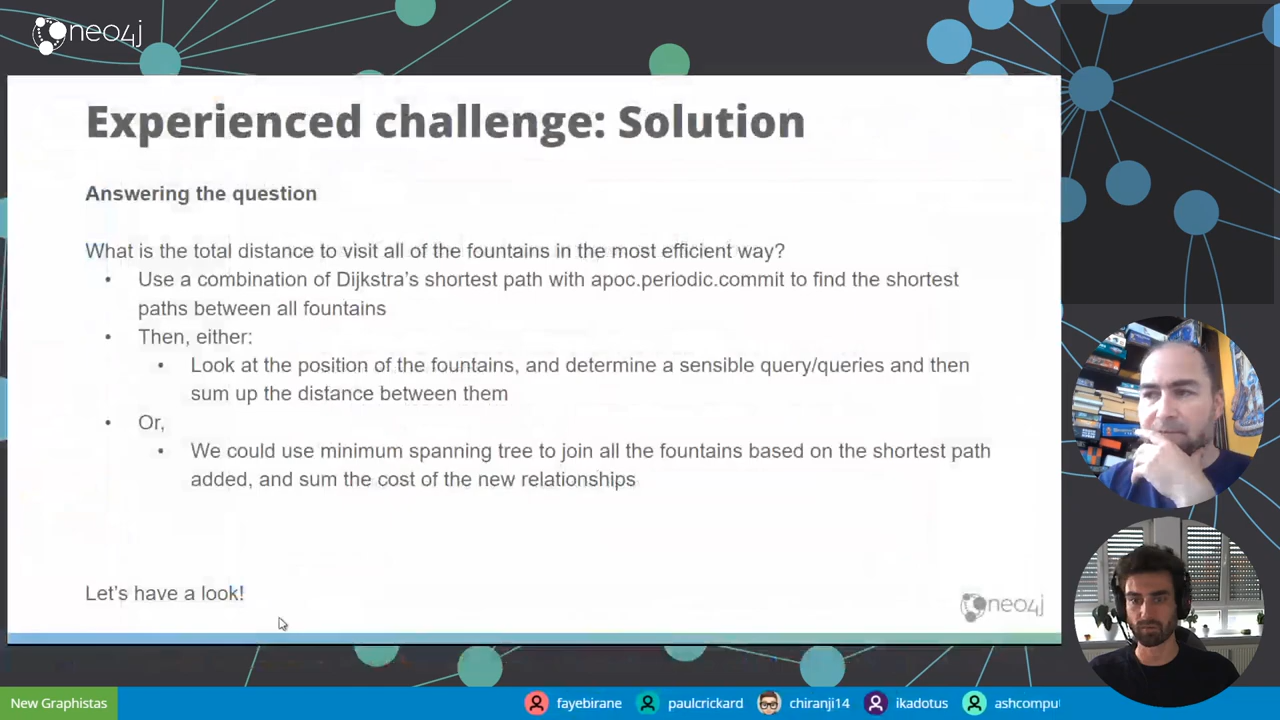 neo4j
Experienced challenge: Solution
Answering the question
What is the total distance to visit all of the fountains in the most efficient way?
• Use a combination of Dijkstra's shortest path with apoc.periodic.commit to find the shortest
paths between all fountains
• Then, either:
• Look at the position of the fountains, and determine a sensible query/queries and then
sum up the distance between them
• Or,
• We could use minimum spanning tree to join all the fountains based on the shortest path
added, and sum the cost of the new relationships
Let's have a look!
neo4j
New Graphistas
fayebirane paulcrickard chiranji14 ikadotus ashcomput